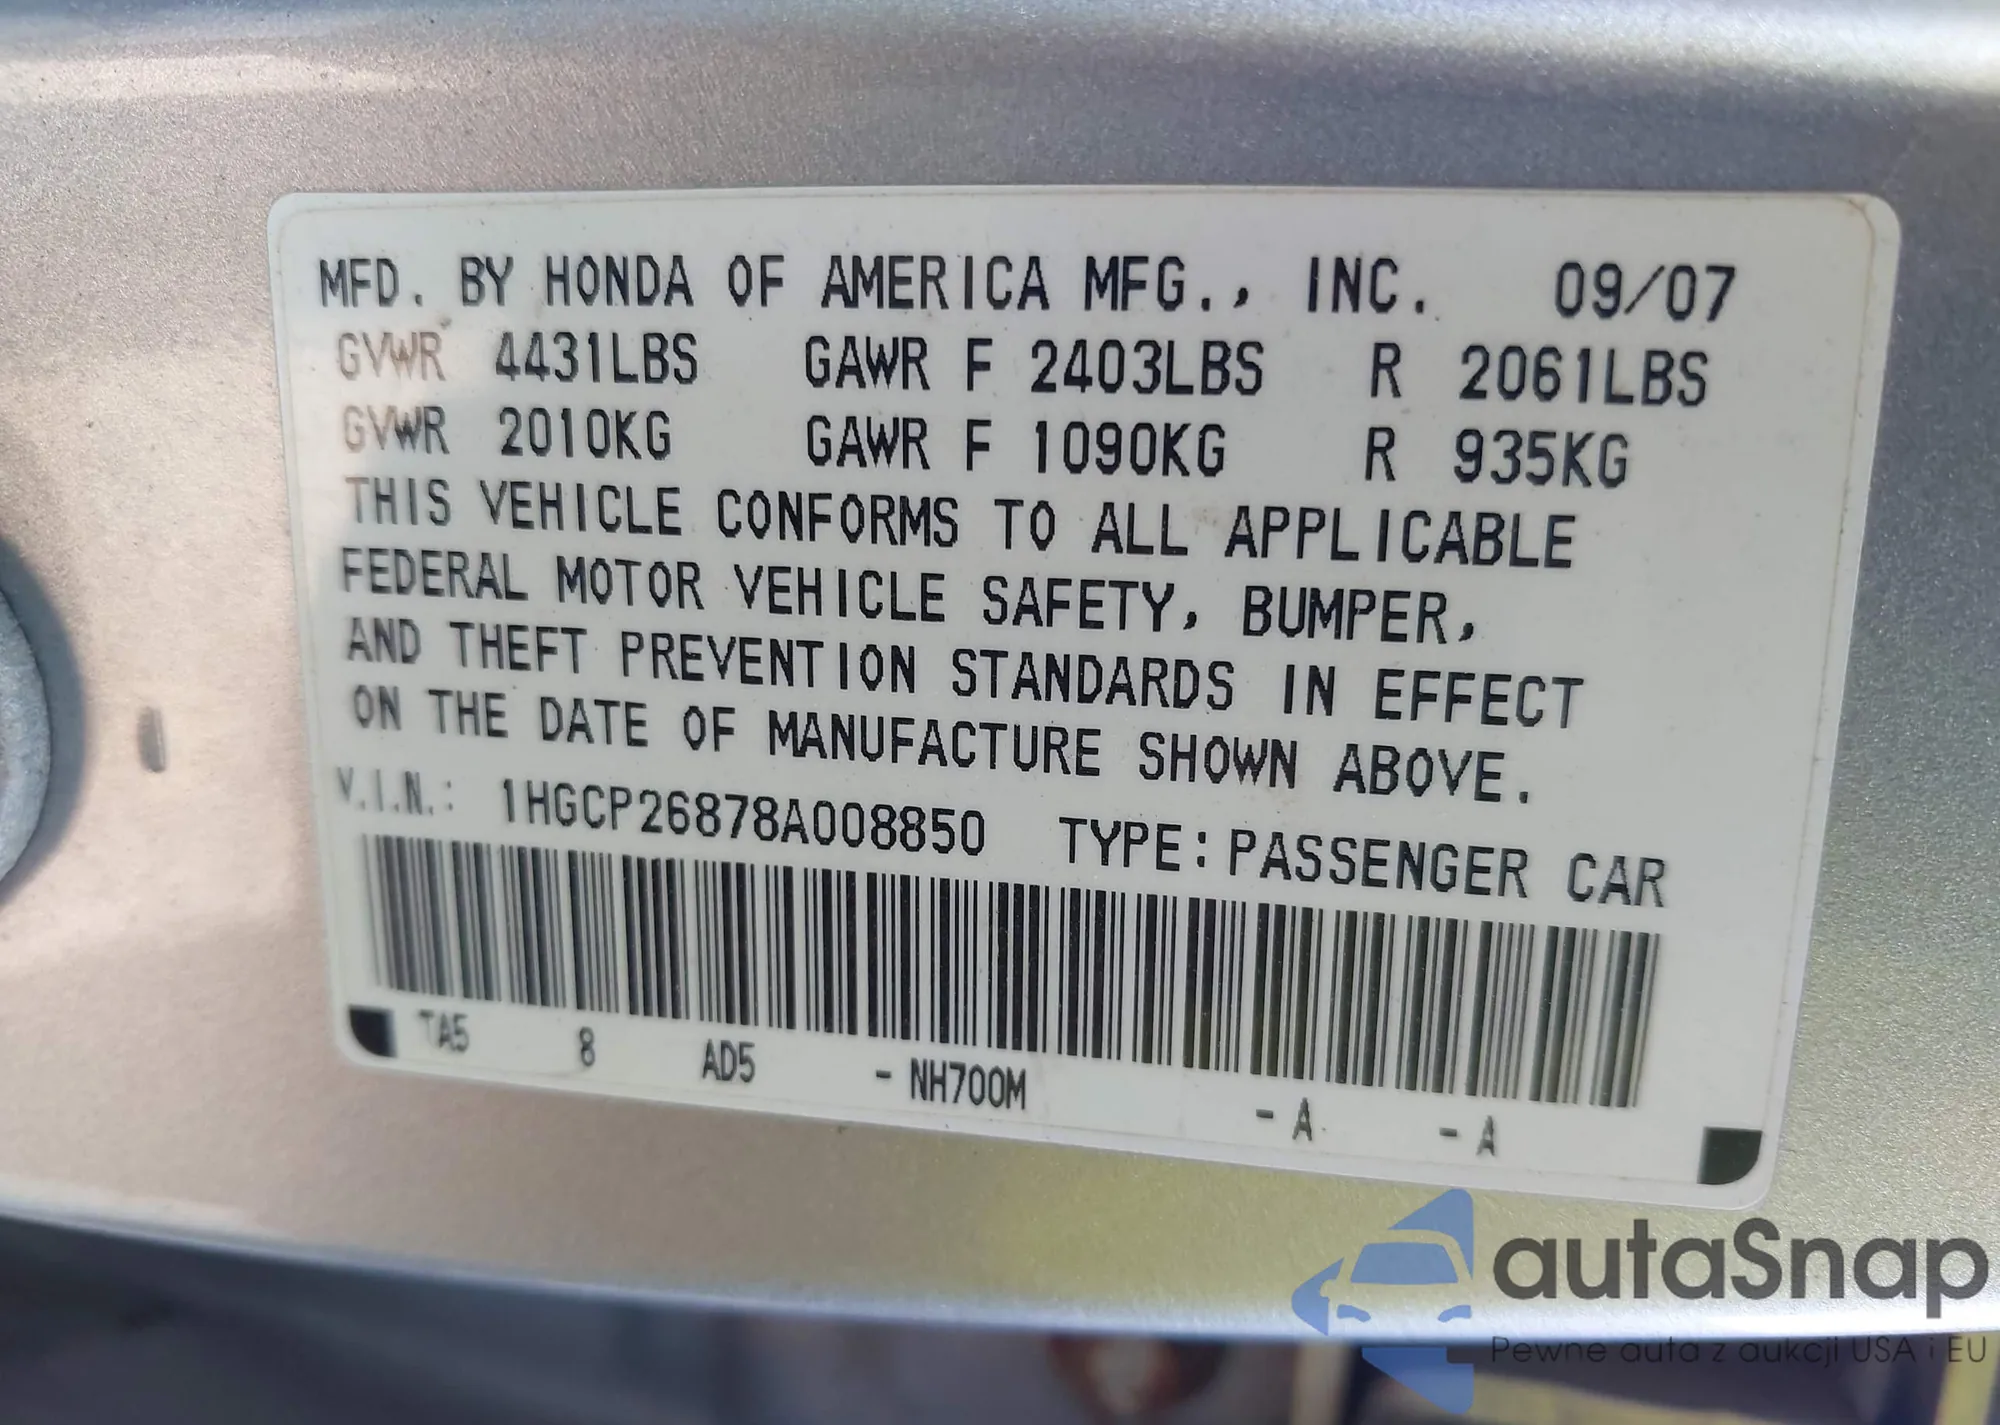 MFD. BY HONDA OF AMERICA MFG., INC. 09/07
GVWR 4431LBS GAWR F 2403LBS R 2061LBS
GVWR 2010KG GAWR F 1090KG R 935KG
THIS VEHICLE CONFORMS TO ALL APPLICABLE
FEDERAL MOTOR VEHICLE SAFETY, BUMPER,
AND THEFT PREVENTION STANDARDS IN EFFECT
ON THE DATE OF MANUFACTURE SHOWN ABOVE.
V.I.N.: 1HGCP26878A008850 TYPE: PASSENGER CAR
TA5 8 AD5 - NH700M - A - A
autaSnap
Pewne auta z aukcji USA i EU